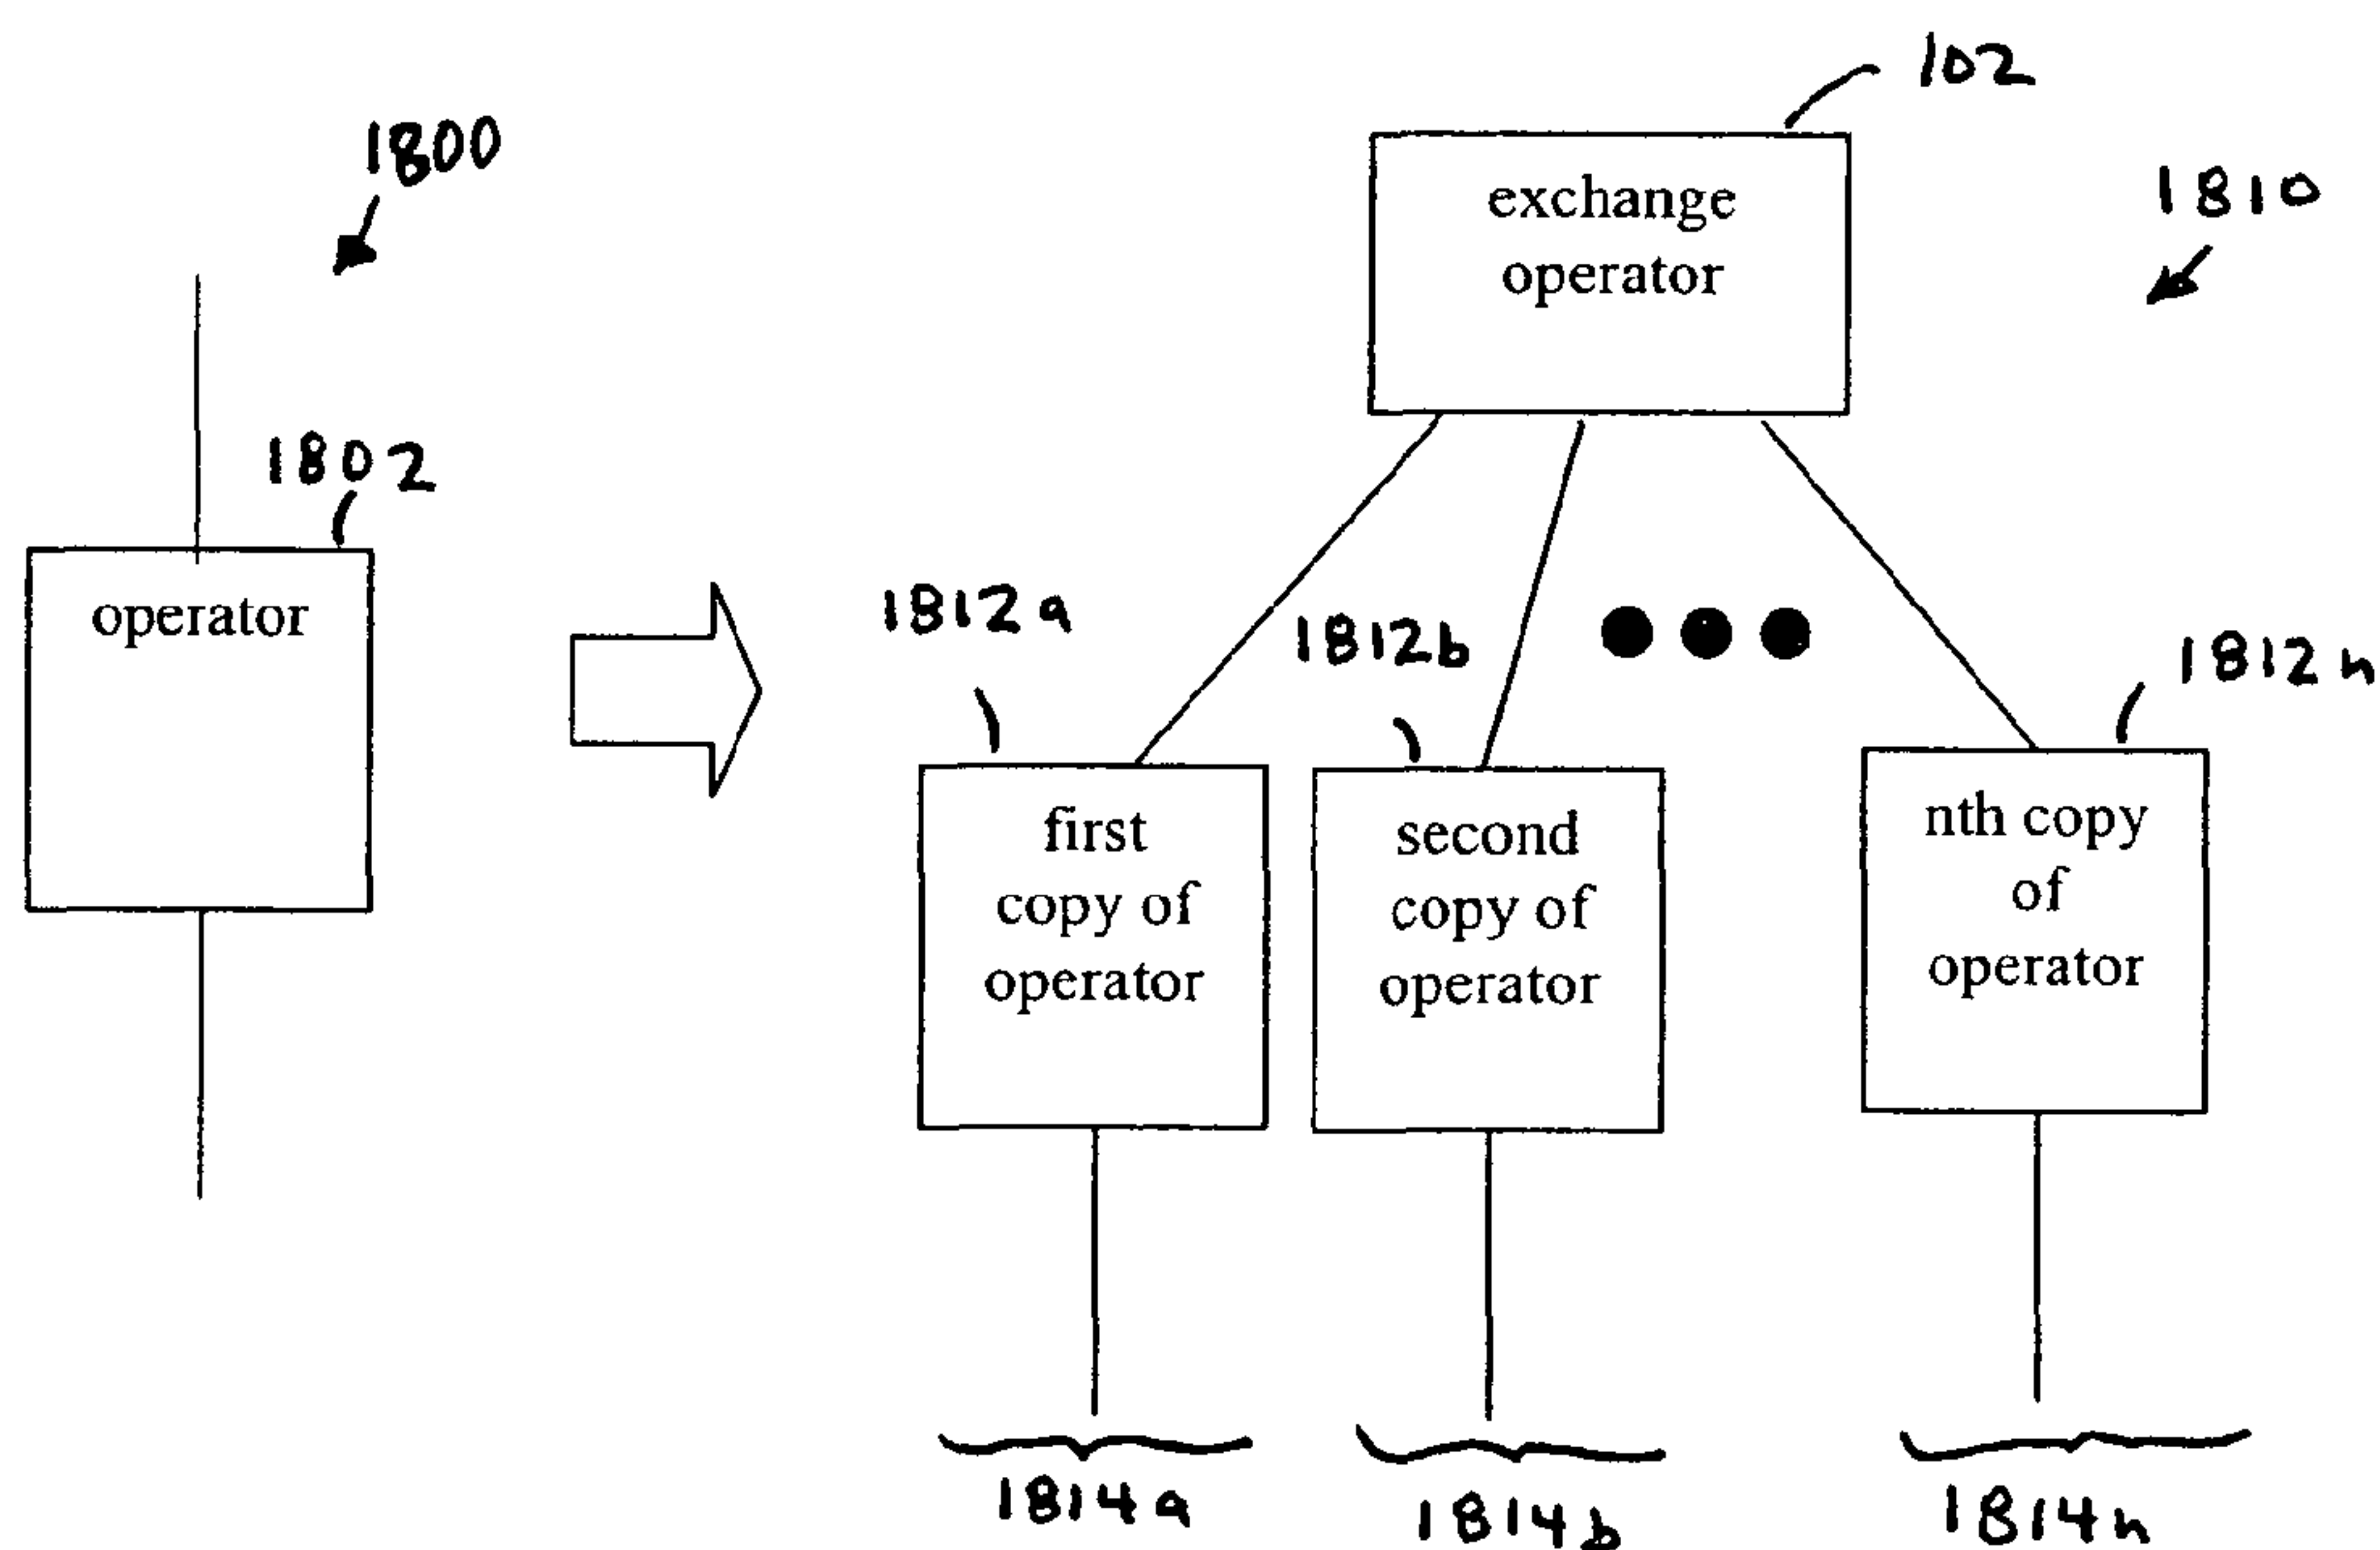 102
1800
1810
exchange
operator
1802
operator
1812a
1812b
1812n
first
copy of
operator
second
copy of
operator
nth copy
of
operator
1814a
1814b
1814n